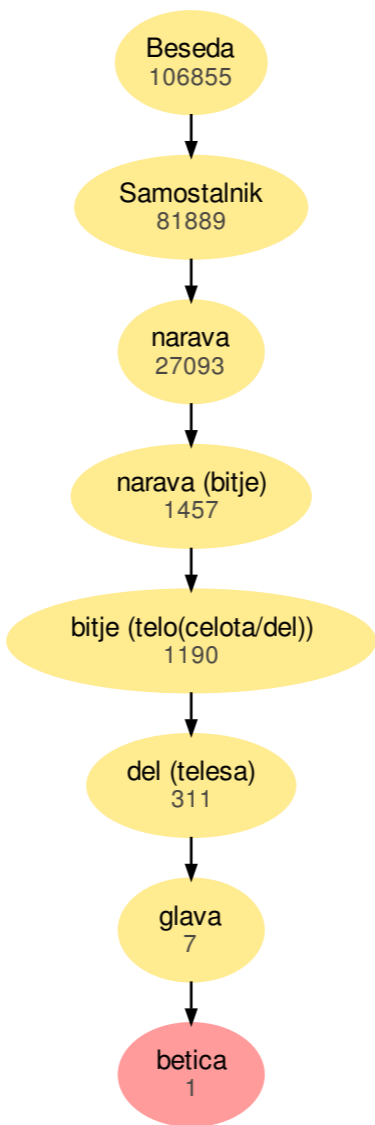 Beseda
106855
Samostalnik
81889
narava
27093
narava (bitje)
1457
bitje (telo(celota/del))
1190
del (telesa)
311
glava
7
betica
1